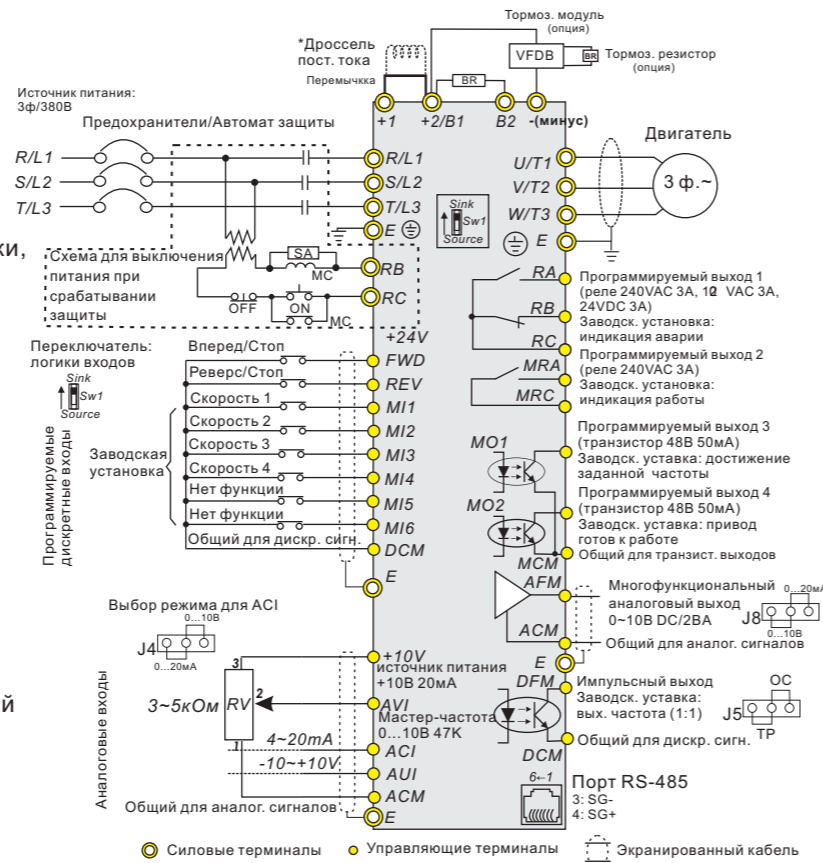 Тормоз. модуль
(опция)
*Дроссель
пост. тока
VFDB
BR
Тормоз. резистор
(опция)
Перемычкка
BR
Источник питания:
3ф/380В
+1
+2/B1
B2
-(минус)
Предохранители/Автомат защиты
Двигатель
R/L1
R/L1
U/T1
S/L2
S/L2
V/T2
3 ф.~
T/L3
T/L3
W/T3
Sink
Sw1
Source
E
E
ки,
Схема для выключения
питания при
срабатывании
защиты
SA
MC
RB
OFF
ON
MC
RC
RA
Программируемый выход 1
(реле 240VAC 3A, 1 VAC 3A,
24VDC 3A)
Заводск. установка:
индикация аварии
RB
RC
+24V
Переключатель:
логики входов
Sink
Sw1
Source
Вперед/Стоп
FWD
MRA
Программируемый выход 2
(реле 240VAC 3A)
Заводск. установка:
индикация работы
Реверс/Стоп
REV
MRC
Программируемые
дискретные входы
Заводская
установка
Скорость 1
MI1
Скорость 2
MI2
Скорость 3
MI3
Скорость 4
MI4
Нет функции
MI5
Нет функции
MI6
Общий для дискр. сигн.
DCM
E
MO1
Программируемый выход 3
(транзистор 48В 50мА)
Заводск. уставка: достижение
заданной частоты
MO2
Программируемый выход 4
(транзистор 48В 50мА)
Заводск. уставка: привод
готов к работе
MCM
Общий для транзист. выходов
AFM
Многофункциональный
аналоговый выход
0~10В DC/2ВА
0...20мА
J8
0...10В
ACM
Общий для аналог. сигналов
E
Выбор режима для ACI
0...10В
J4
0...20мА
й
Аналоговые входы
3~5кОм
RV
3
2
1
+10V
источник питания
+10В 20мА
AVI
Мастер-частота
0...10В 47K
4~20mA
ACI
-10~+10V
AUI
Общий для аналог. сигналов
ACM
E
DFM
Импульсный выход
Заводск. уставка:
вых. частота (1:1)
OC
J5
TP
DCM
Общий для дискр. сигн.
6←1
Порт RS-485
3: SG-
4: SG+
Силовые терминалы
Управляющие терминалы
Экранированный кабель